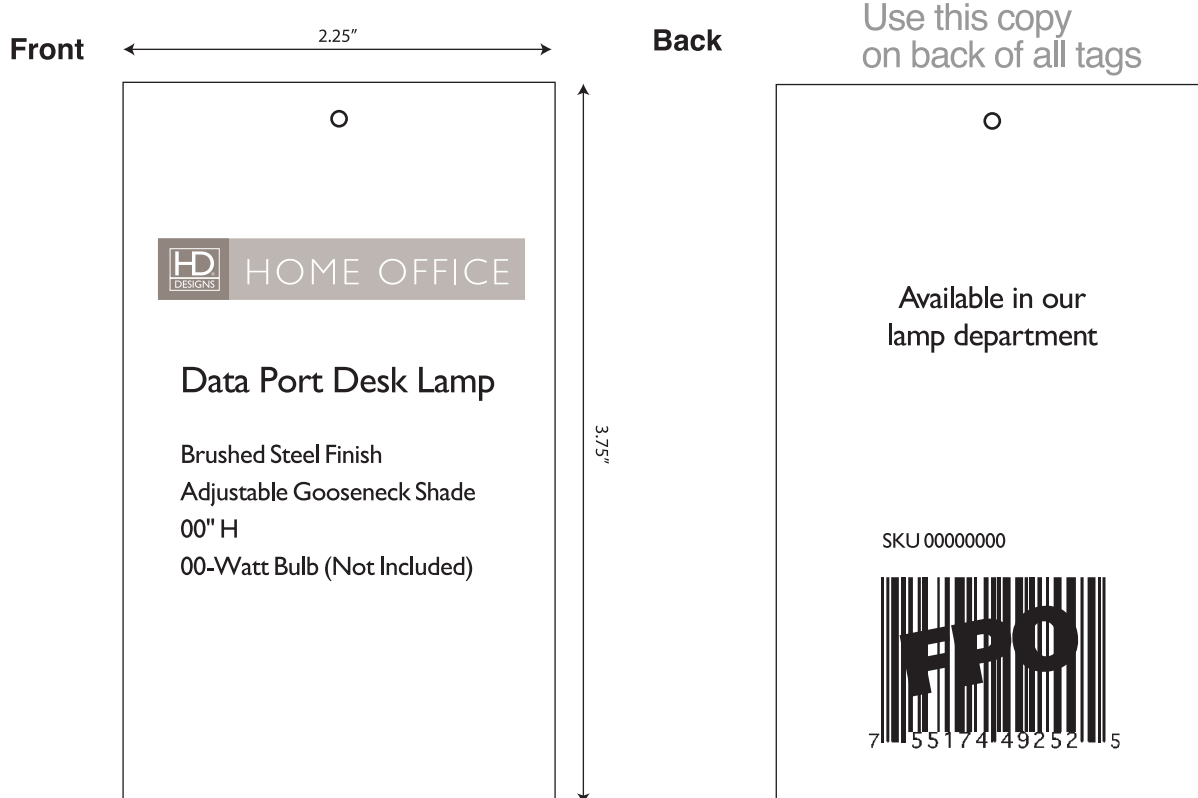 Front
2.25″
HD®
DESIGNS
HOME OFFICE
Data Port Desk Lamp
Brushed Steel Finish
Adjustable Gooseneck Shade
00" H
00-Watt Bulb (Not Included)
3.75″
Back
Use this copy
on back of all tags
Available in our
lamp department
SKU 00000000
FPO
7 55174 49252 5